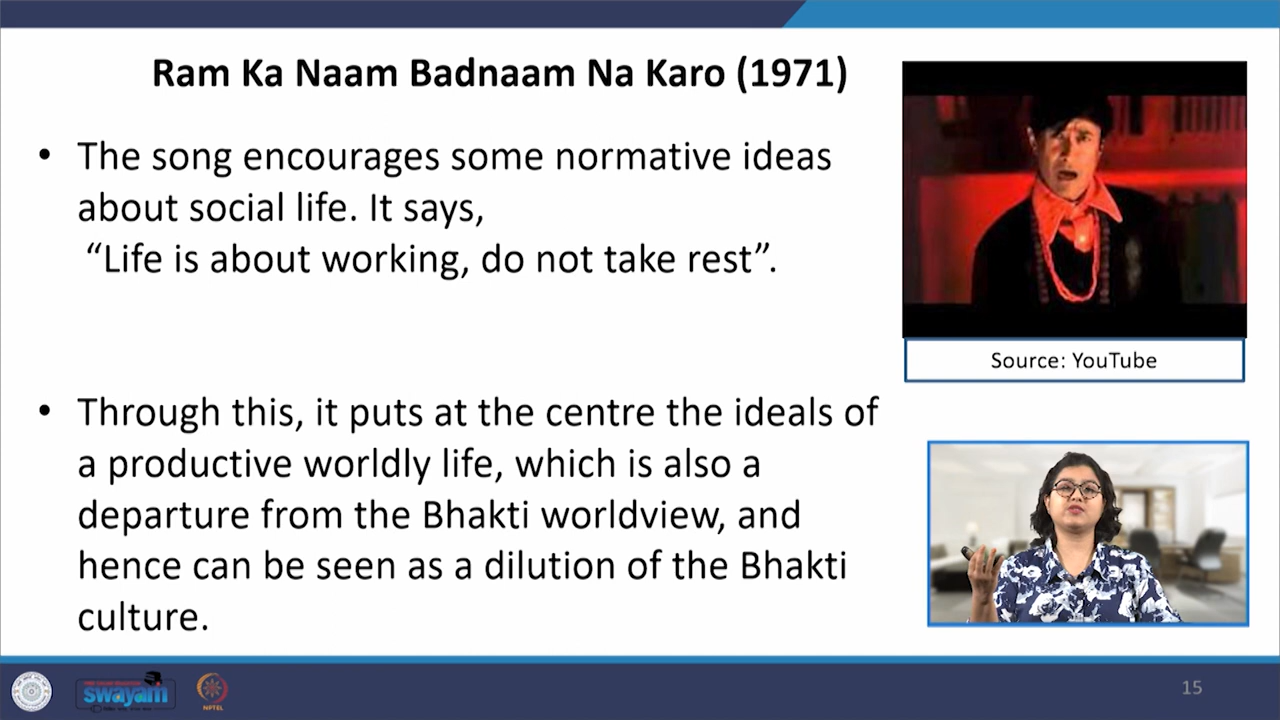 Ram Ka Naam Badnaam Na Karo (1971)
• The song encourages some normative ideas
about social life. It says,
“Life is about working, do not take rest”.
• Through this, it puts at the centre the ideals of
a productive worldly life, which is also a
departure from the Bhakti worldview, and
hence can be seen as a dilution of the Bhakti
culture.
Source: YouTube
swayam
NPTEL
15